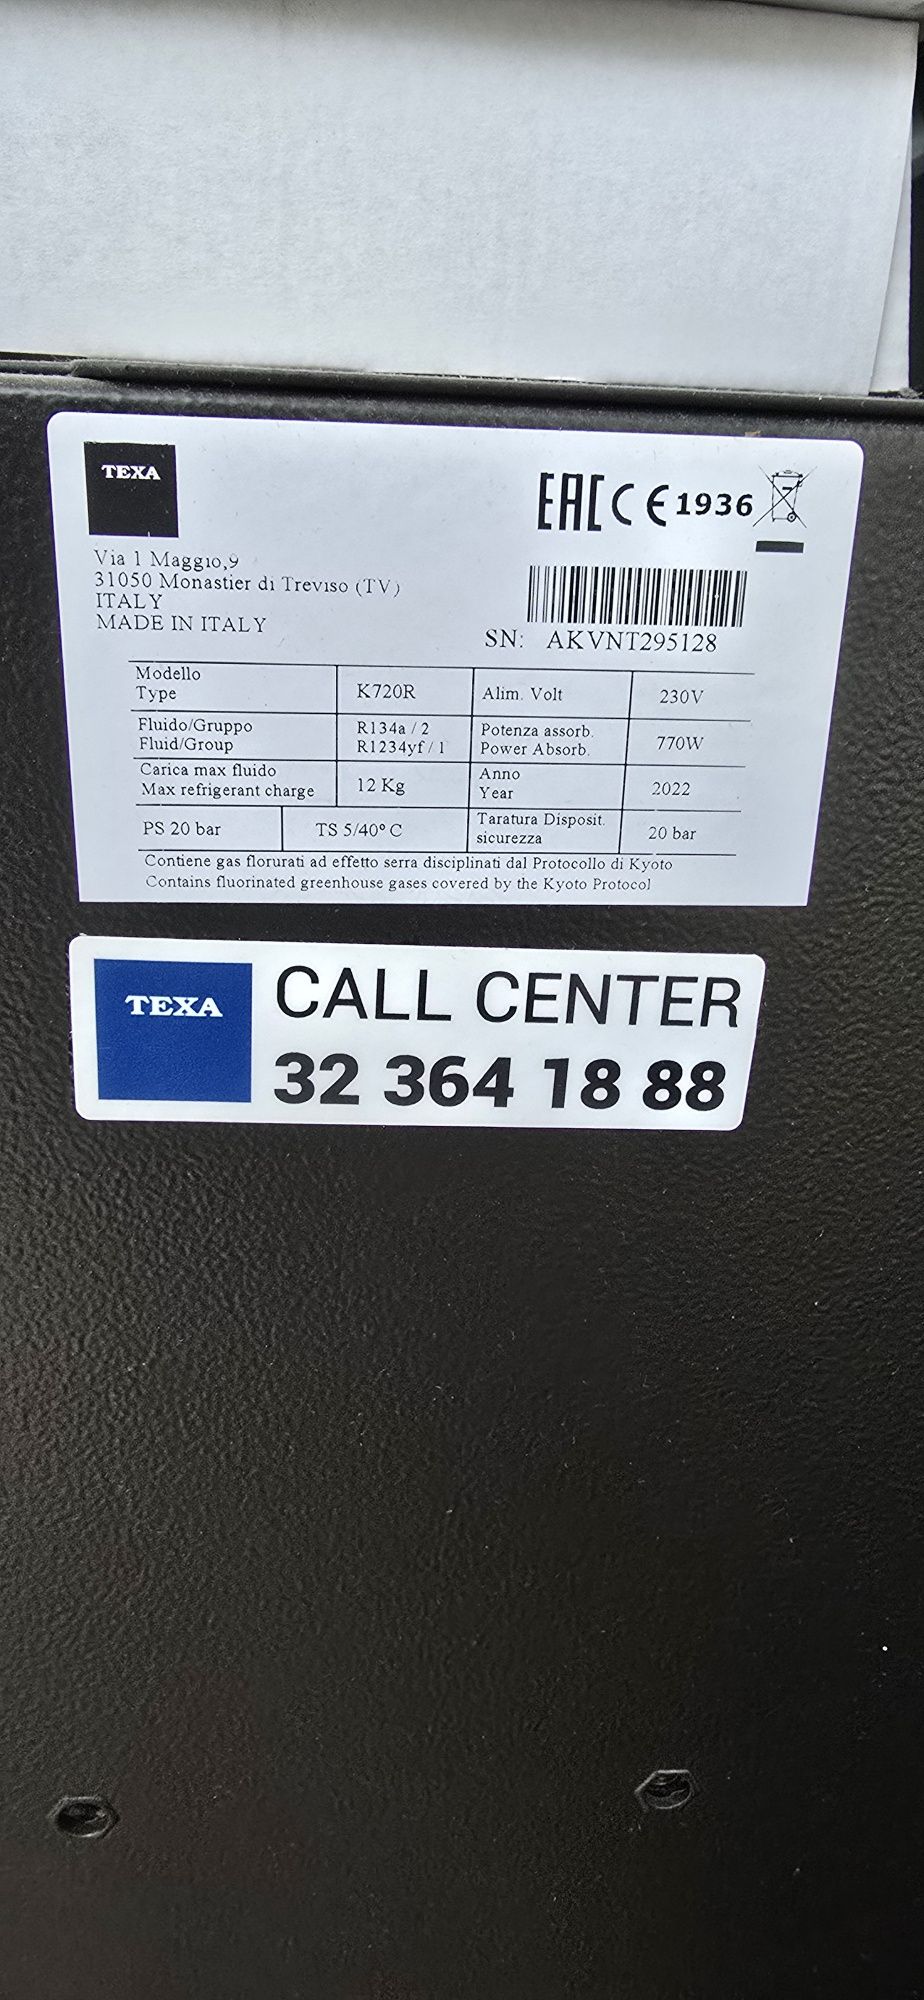 TEXA
EAC CE 1936
Via 1 Maggio,9
31050 Monastier di Treviso (TV)
ITALY
MADE IN ITALY
SN: AKVNT295128
Modello
Type
K720R
Alim. Volt
230V
Fluido/Gruppo
Fluid/Group
R134a / 2
R1234yf / 1
Potenza assorb.
Power Absorb.
770W
Carica max fluido
Max refrigerant charge
12 Kg
Anno
Year
2022
PS 20 bar
TS 5/40° C
Taratura Disposit.
sicurezza
20 bar
Contiene gas florurati ad effetto serra disciplinati dal Protocollo di Kyoto
Contains fluorinated greenhouse gases covered by the Kyoto Protocol
TEXA
CALL CENTER
32 364 18 88